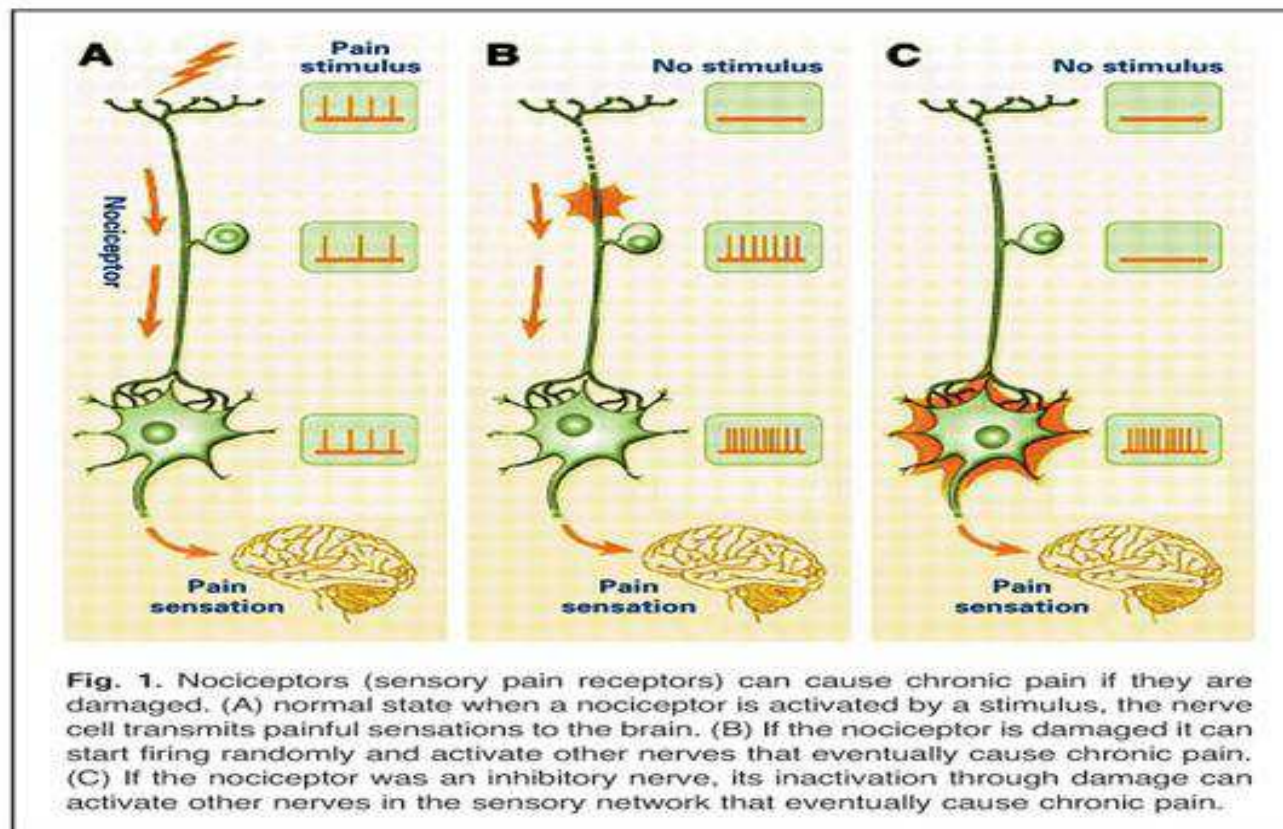 A
Pain
stimulus
Nociceptor
Pain
sensation
B
No stimulus
Pain
sensation
C
No stimulus
Pain
sensation
Fig. 1. Nociceptors (sensory pain receptors) can cause chronic pain if they are
damaged. (A) normal state when a nociceptor is activated by a stimulus, the nerve
cell transmits painful sensations to the brain. (B) If the nociceptor is damaged it can
start firing randomly and activate other nerves that eventually cause chronic pain.
(C) If the nociceptor was an inhibitory nerve, its inactivation through damage can
activate other nerves in the sensory network that eventually cause chronic pain.